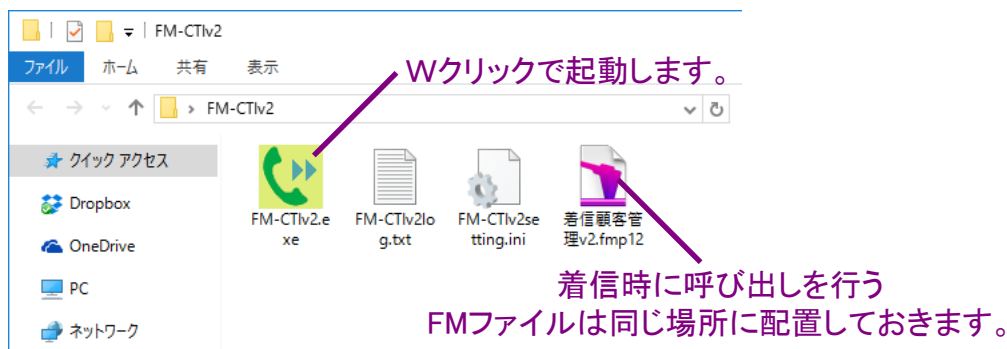 FM-CTIv2
ファイル ホーム 共有 表示
Wクリックで起動します。
FM-CTIv2
クイック アクセス
Dropbox
OneDrive
PC
ネットワーク
FM-CTIv2.e
xe
FM-CTIv2lo
g.txt
FM-CTIv2se
tting.ini
着信顧客管
理v2.fmp12
着信時に呼び出しを行う
FMファイルは同じ場所に配置しておきます。